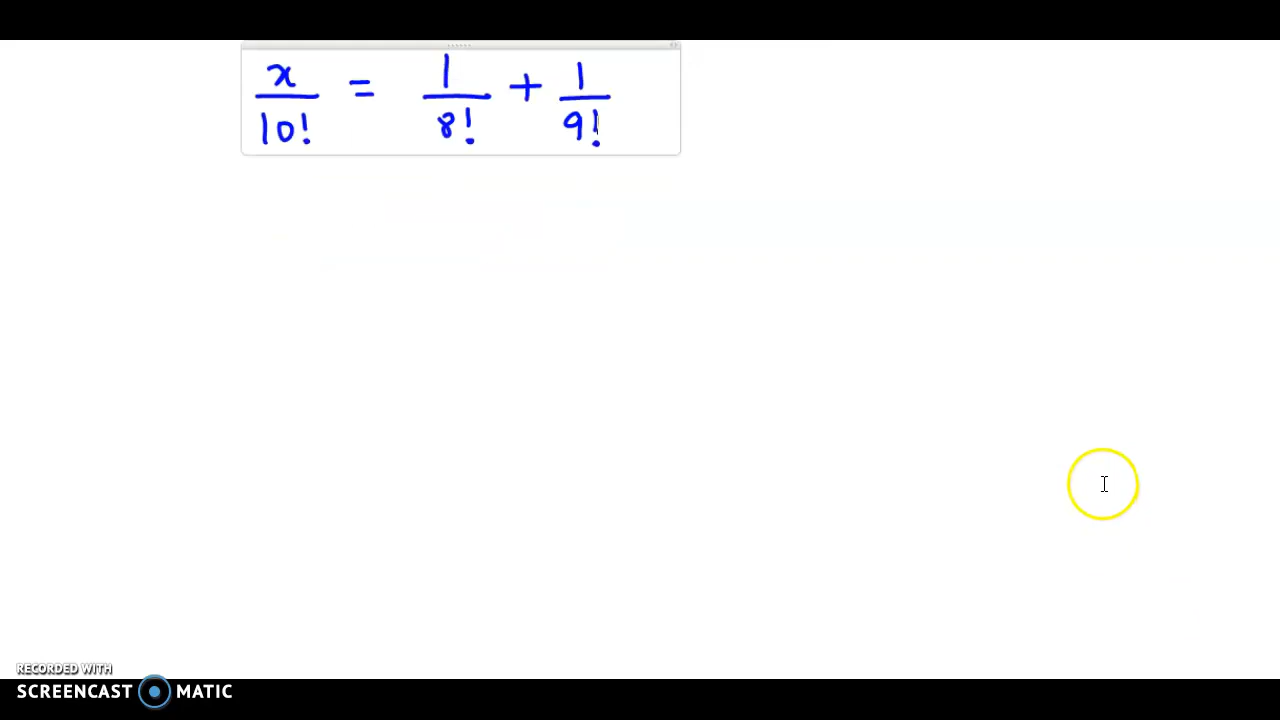 x/10! = 1/8! + 1/9!
RECORDED WITH
SCREENCAST MATIC